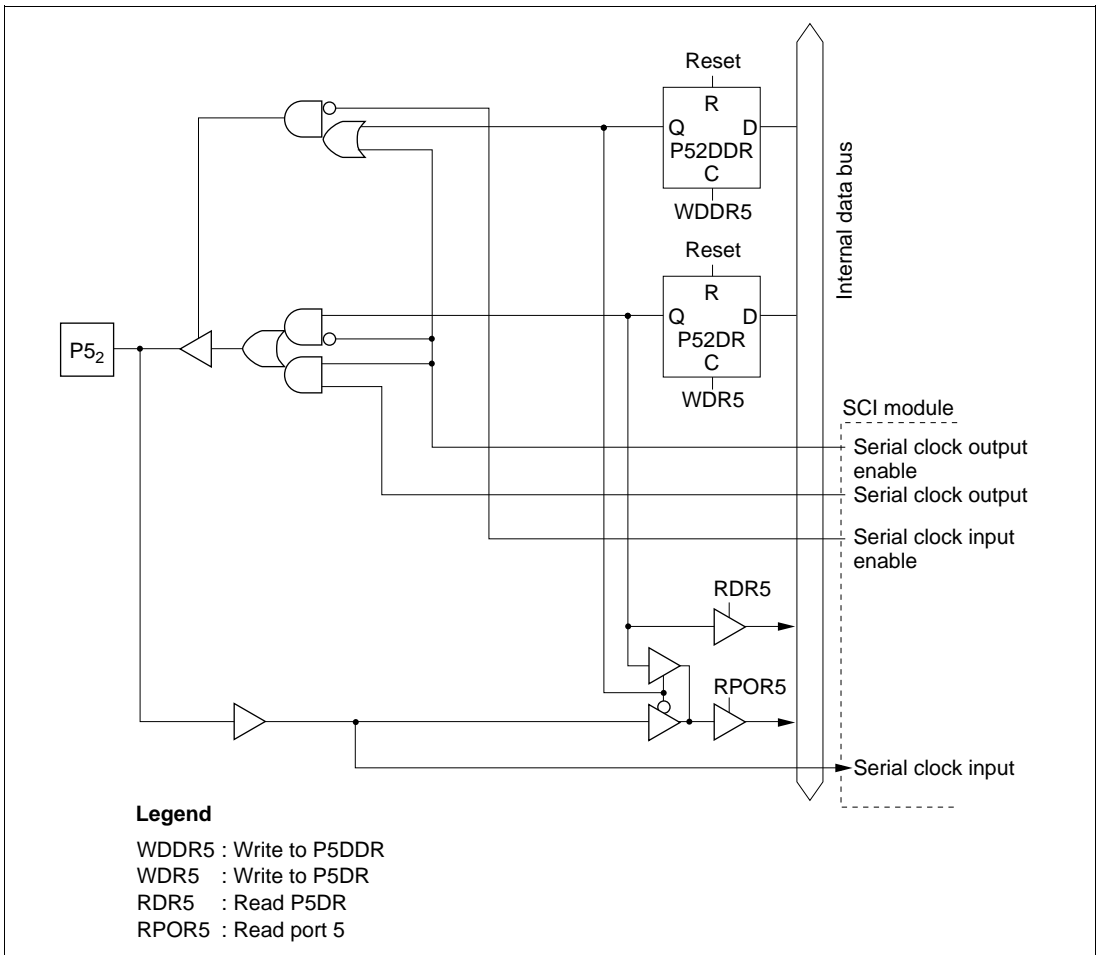 Reset
R
Q D
P52DDR
C
WDDR5
Internal data bus
Reset
R
Q D
P52DR
C
WDR5
P5₂
SCI module
Serial clock output
enable
Serial clock output
Serial clock input
enable
RDR5
RPOR5
Serial clock input
Legend
WDDR5 : Write to P5DDR
WDR5 : Write to P5DR
RDR5 : Read P5DR
RPOR5 : Read port 5